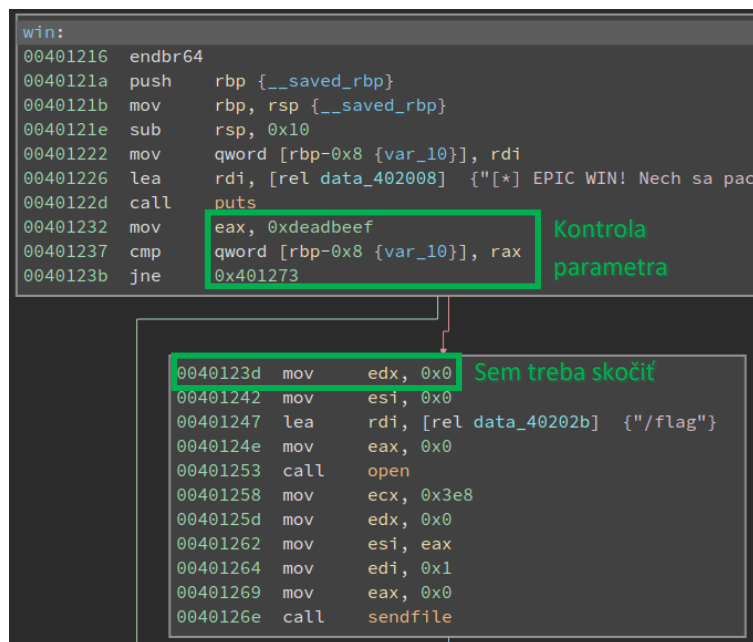 win:
00401216 endbr64
0040121a push rbp {__saved_rbp}
0040121b mov rbp, rsp {__saved_rbp}
0040121e sub rsp, 0x10
00401222 mov qword [rbp-0x8 {var_10}], rdi
00401226 lea rdi, [rel data_402008] {"[*] EPIC WIN! Nech sa pac
0040122d call puts
00401232 mov eax, 0xdeadbeef
00401237 cmp qword [rbp-0x8 {var_10}], rax
0040123b jne 0x401273
Kontrola
parametra
0040123d mov edx, 0x0 Sem treba skočiť
00401242 mov esi, 0x0
00401247 lea rdi, [rel data_40202b] {"/flag"}
0040124e mov eax, 0x0
00401253 call open
00401258 mov ecx, 0x3e8
0040125d mov edx, 0x0
00401262 mov esi, eax
00401264 mov edi, 0x1
00401269 mov eax, 0x0
0040126e call sendfile